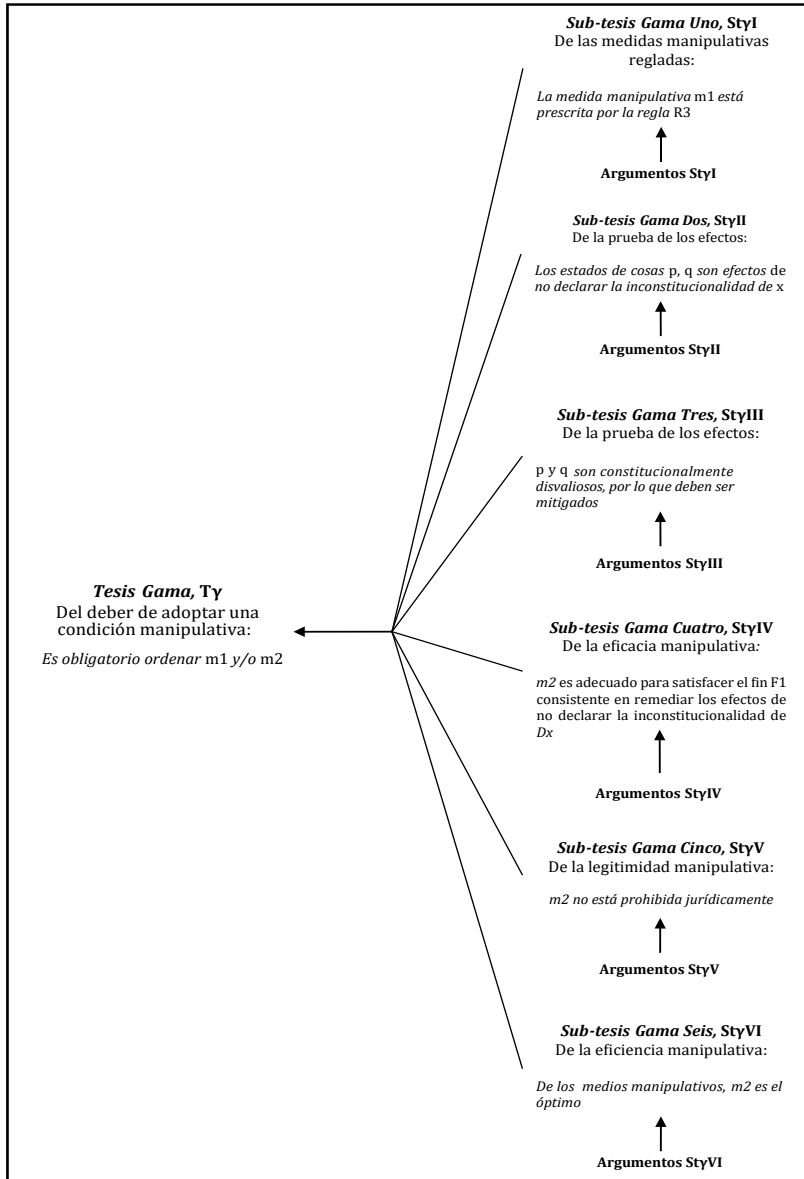 Sub-tesis Gama Uno, StγI
De las medidas manipulativas
regladas:
La medida manipulativa m1 está
prescrita por la regla R3
Argumentos StγI
Sub-tesis Gama Dos, StγII
De la prueba de los efectos:
Los estados de cosas p, q son efectos de
no declarar la inconstitucionalidad de x
Argumentos StγII
Sub-tesis Gama Tres, StγIII
De la prueba de los efectos:
p y q son constitucionalmente
disvaliosos, por lo que deben ser
mitigados
Argumentos StγIII
Tesis Gama, Tγ
Del deber de adoptar una
condición manipulativa:
Es obligatorio ordenar m1 y/o m2
Sub-tesis Gama Cuatro, StγIV
De la eficacia manipulativa:
m2 es adecuado para satisfacer el fin F1
consistente en remediar los efectos de
no declarar la inconstitucionalidad de
Dx
Argumentos StγIV
Sub-tesis Gama Cinco, StγV
De la legitimidad manipulativa:
m2 no está prohibida jurídicamente
Argumentos StγV
Sub-tesis Gama Seis, StγVI
De la eficiencia manipulativa:
De los medios manipulativos, m2 es el
óptimo
Argumentos StγVI